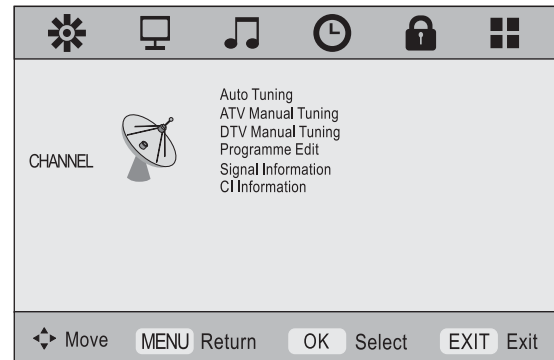 Auto Tuning
ATV Manual Tuning
DTV Manual Tuning
Programme Edit
CHANNEL
Signal Information
CI Information
Move MENU Return OK Select EXIT Exit